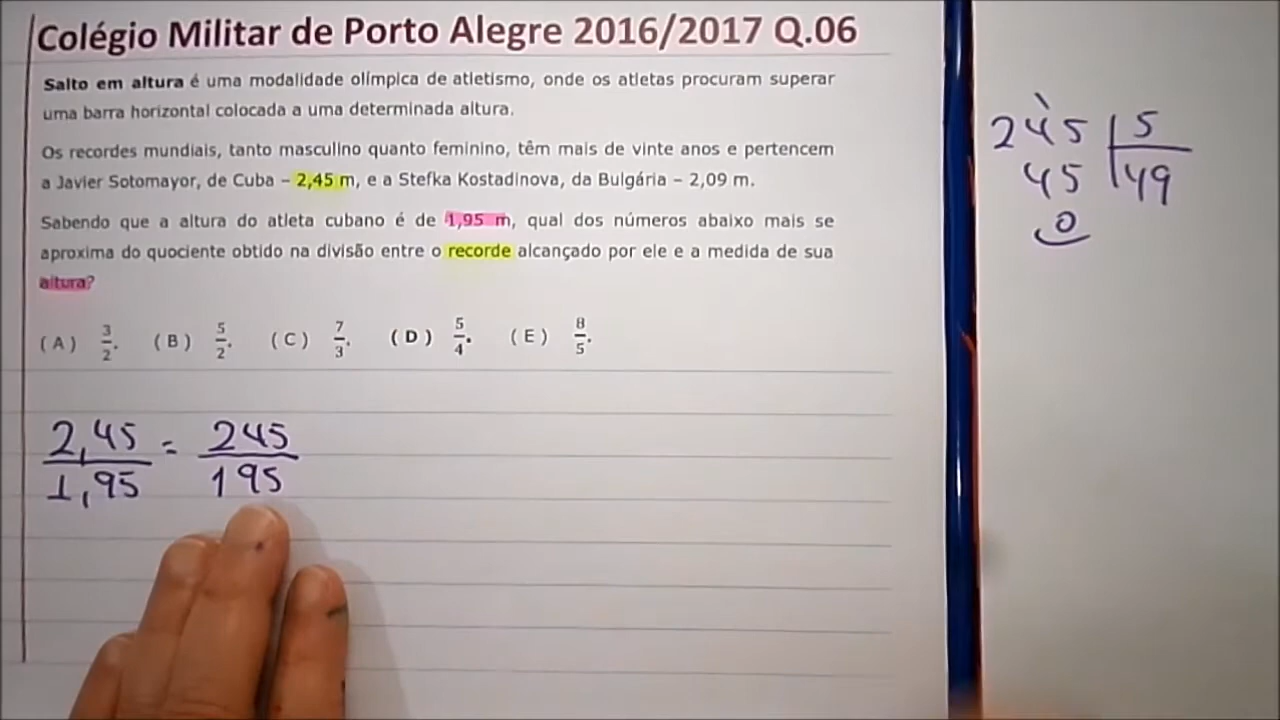 Colégio Militar de Porto Alegre 2016/2017 Q.06
Salto em altura é uma modalidade olímpica de atletismo, onde os atletas procuram superar
uma barra horizontal colocada a uma determinada altura.
Os recordes mundiais, tanto masculino quanto feminino, têm mais de vinte anos e pertencem
a Javier Sotomayor, de Cuba – 2,45 m, e a Stefka Kostadinova, da Bulgária – 2,09 m.
Sabendo que a altura do atleta cubano é de 1,95 m, qual dos números abaixo mais se
aproxima do quociente obtido na divisão entre o recorde alcançado por ele e a medida de sua
altura?
(A) 3/2. (B) 5/2. (C) 7/3. (D) 5/4. (E) 8/5.
2,45/1,95 = 245/195
245 5
45 49
0